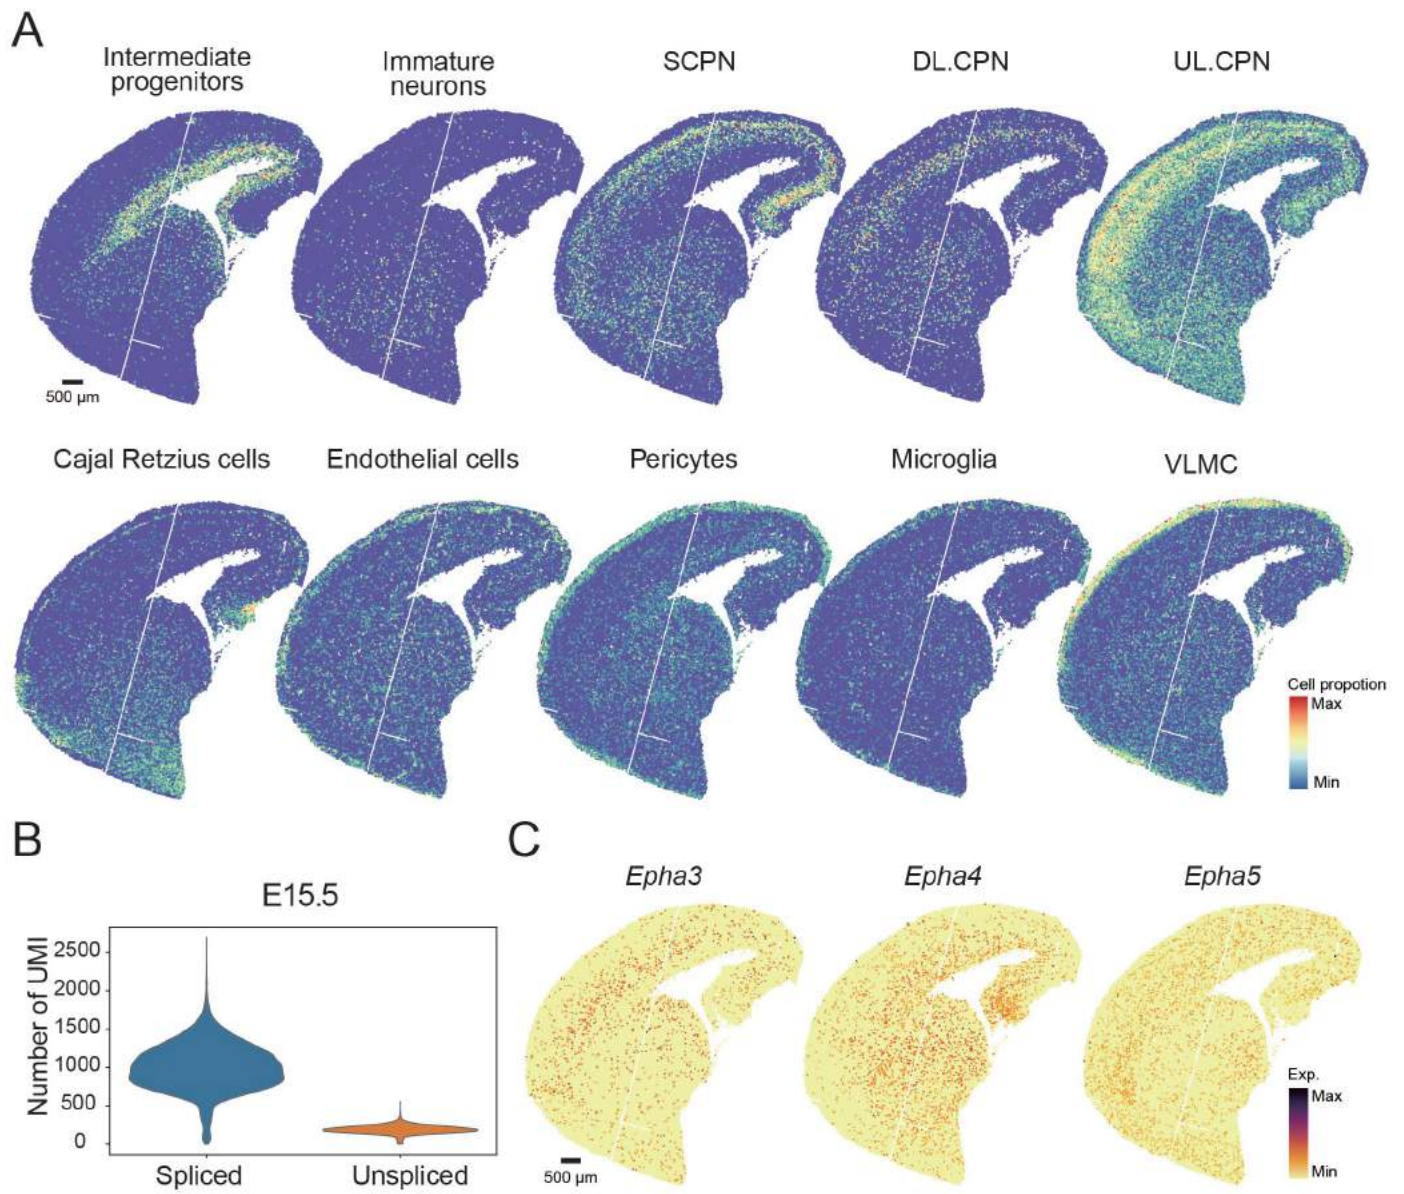 A
Intermediate
progenitors
Immature
neurons
SCPN
DL.CPN
UL.CPN
500 µm
Cajal Retzius cells
Endothelial cells
Pericytes
Microglia
VLMC
Cell propotion
Max
Min
B
E15.5
Number of UMI
2500
2000
1500
1000
500
0
Spliced
Unspliced
C
Epha3
Epha4
Epha5
500 µm
Exp.
Max
Min